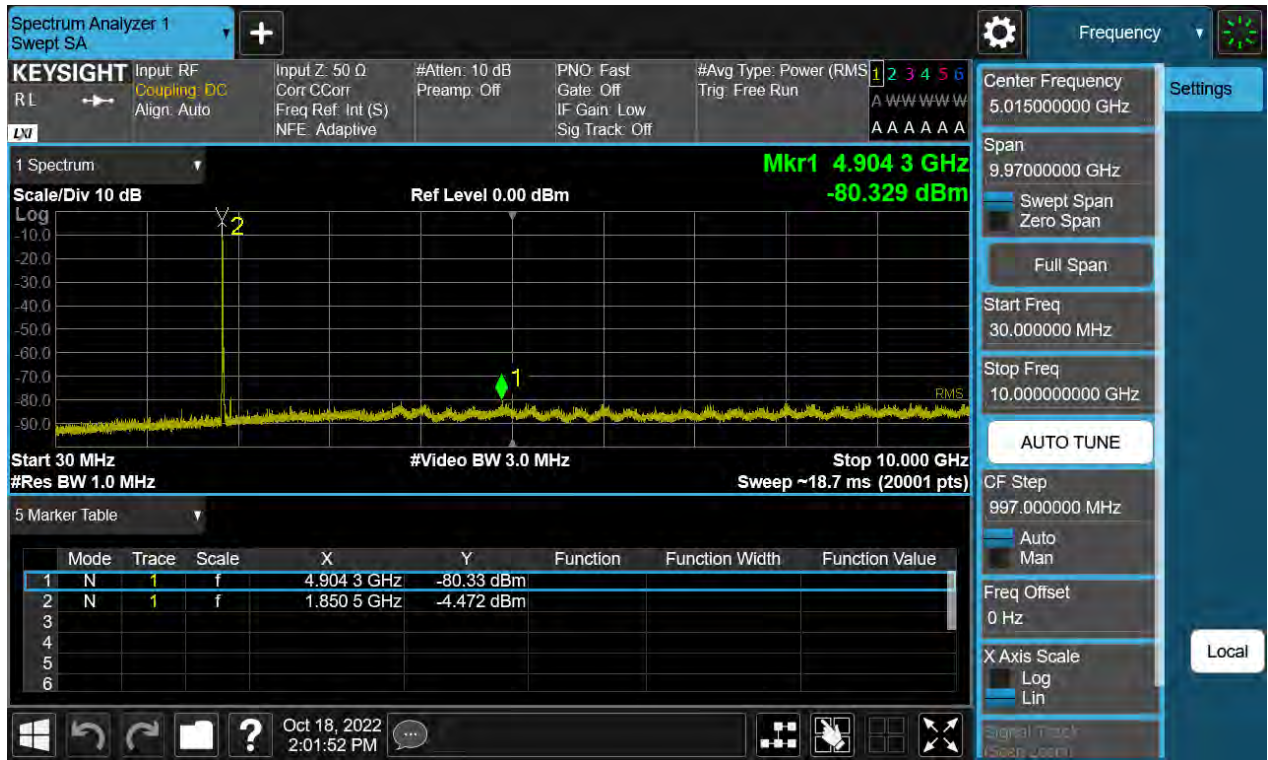 Spectrum Analyzer 1
Swept SA
+
Frequency
KEYSIGHT
RL
LXI
Input: RF
Coupling: DC
Align: Auto
Input Z: 50 Ω
Corr CCorr
Freq Ref: Int (S)
NFE: Adaptive
#Atten: 10 dB
Preamp: Off
PNO: Fast
Gate: Off
IF Gain: Low
Sig Track: Off
#Avg Type: Power (RMS
Trig: Free Run
1 2 3 4 5 6
A W W W W W
A A A A A A
Center Frequency
5.015000000 GHz
Settings
Span
9.97000000 GHz
Swept Span
Zero Span
Full Span
Start Freq
30.000000 MHz
Stop Freq
10.000000000 GHz
AUTO TUNE
CF Step
997.000000 MHz
Auto
Man
Freq Offset
0 Hz
X Axis Scale
Log
Lin
Signal Track
(Span Zoom)
Local
1 Spectrum
Mkr1 4.904 3 GHz
Scale/Div 10 dB
Ref Level 0.00 dBm
-80.329 dBm
Log
-10.0
-20.0
-30.0
-40.0
-50.0
-60.0
-70.0
-80.0
-90.0
2
1
RMS
Start 30 MHz
#Video BW 3.0 MHz
Stop 10.000 GHz
#Res BW 1.0 MHz
Sweep ~18.7 ms (20001 pts)
5 Marker Table
Mode Trace Scale X Y Function Function Width Function Value
1 N 1 f 4.904 3 GHz -80.33 dBm
2 N 1 f 1.850 5 GHz -4.472 dBm
3
4
5
6
?
Oct 18, 2022
2:01:52 PM